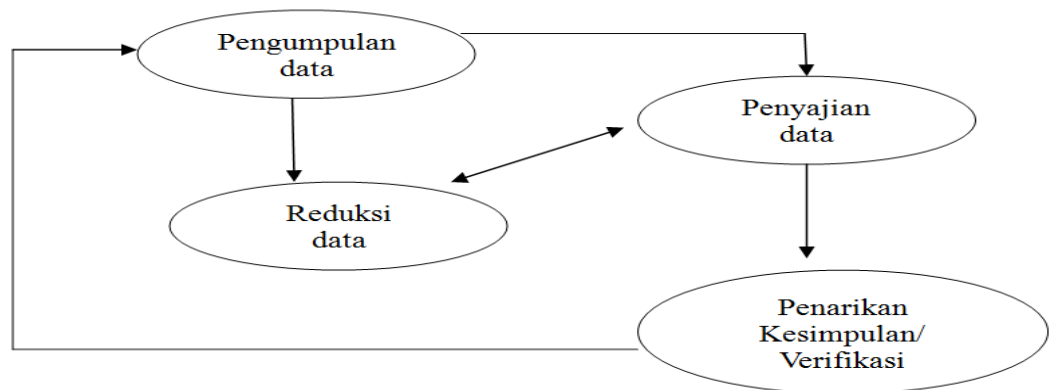 Pengumpulan
data
Penyajian
data
Reduksi
data
Penarikan
Kesimpulan/
Verifikasi